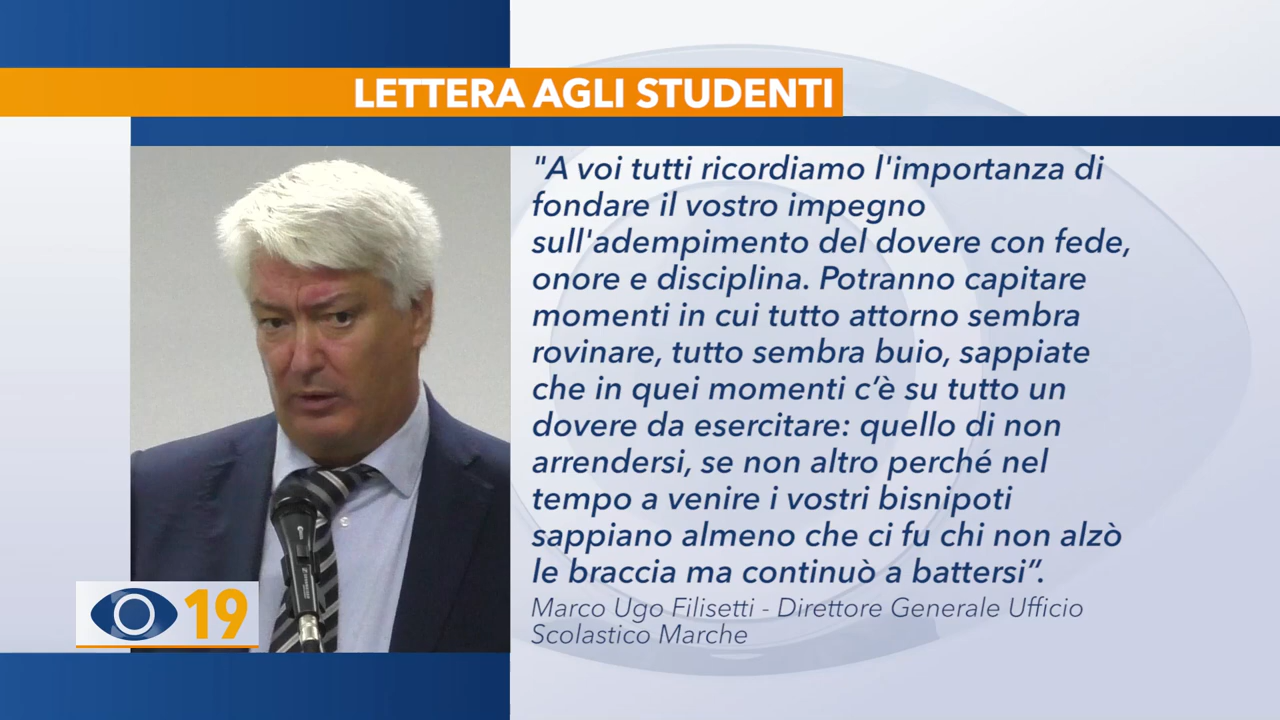 LETTERA AGLI STUDENTI
"A voi tutti ricordiamo l'importanza di
fondare il vostro impegno
sull'adempimento del dovere con fede,
onore e disciplina. Potranno capitare
momenti in cui tutto attorno sembra
rovinare, tutto sembra buio, sappiate
che in quei momenti c’è su tutto un
dovere da esercitare: quello di non
arrendersi, se non altro perché nel
tempo a venire i vostri bisnipoti
sappiano almeno che ci fu chi non alzò
le braccia ma continuò a battersi”.
Marco Ugo Filisetti - Direttore Generale Ufficio
Scolastico Marche
19